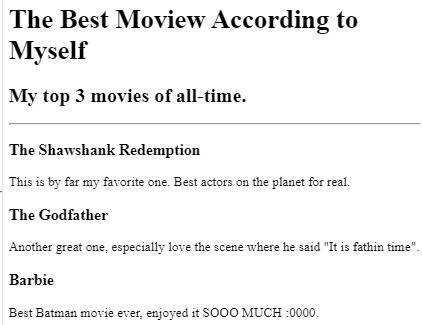 The Best Moview According to
Myself
My top 3 movies of all-time.
The Shawshank Redemption
This is by far my favorite one. Best actors on the planet for real.
The Godfather
Another great one, especially love the scene where he said "It is fathin time".
Barbie
Best Batman movie ever, enjoyed it SOOO MUCH :0000.